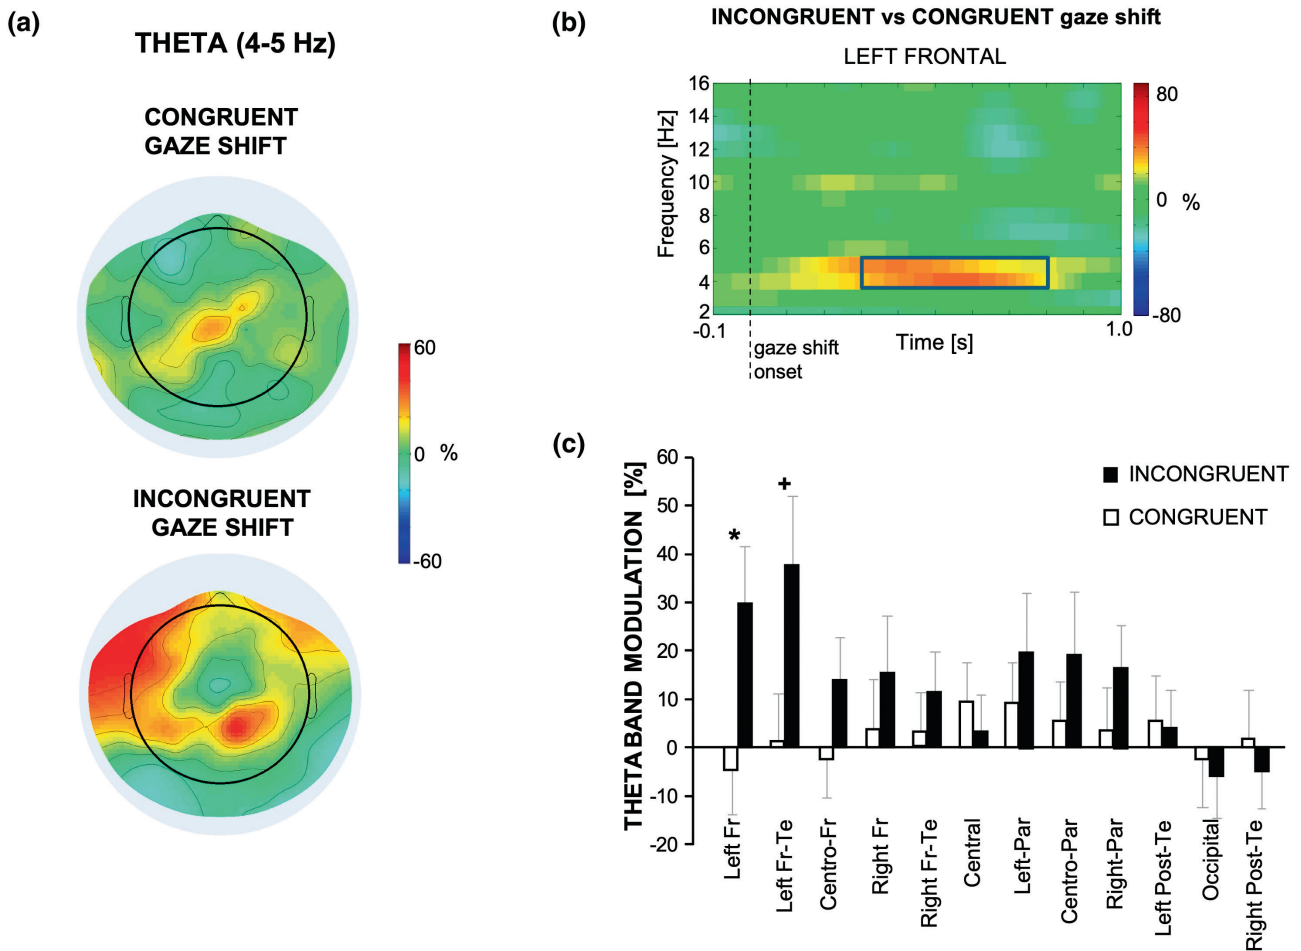 (a)
THETA (4-5 Hz)
CONGRUENT
GAZE SHIFT
60
0 %
-60
INCONGRUENT
GAZE SHIFT
(b)
INCONGRUENT vs CONGRUENT gaze shift
LEFT FRONTAL
Frequency [Hz]
16
14
12
10
8
6
4
2
-0.1
1.0
Time [s]
gaze shift
onset
80
0 %
-80
(c)
THETA BAND MODULATION [%]
60
50
40
30
20
10
0
-10
-20
*
+
INCONGRUENT
CONGRUENT
Left Fr
Left Fr-Te
Centro-Fr
Right Fr
Right Fr-Te
Central
Left-Par
Centro-Par
Right-Par
Left Post-Te
Occipital
Right Post-Te